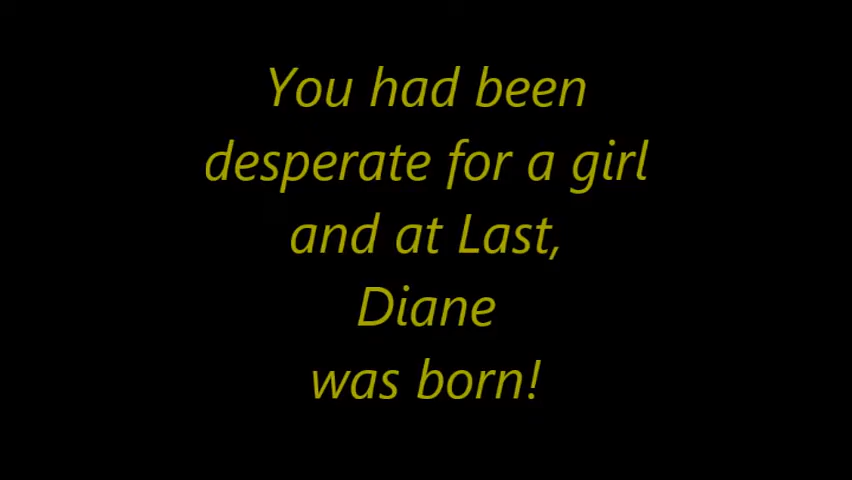 You had been
desperate for a girl
and at Last,
Diane
was born!